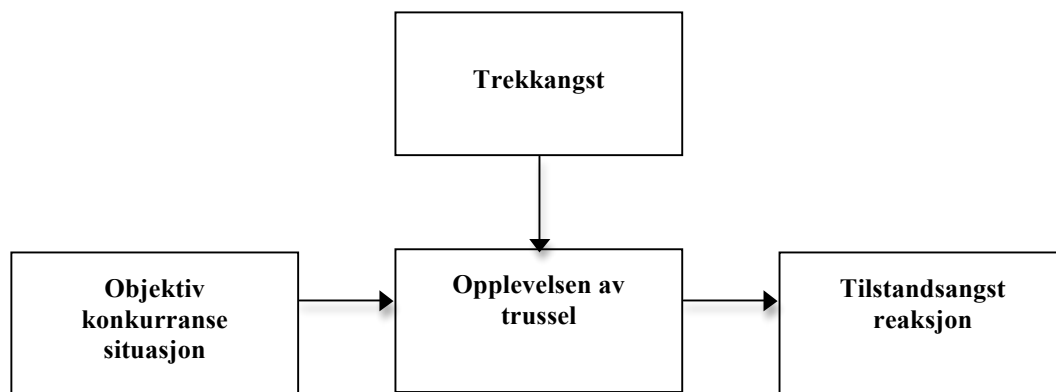 Trekkangst
Objektiv
konkurranse
situasjon
Opplevelsen av
trussel
Tilstandsangst
reaksjon